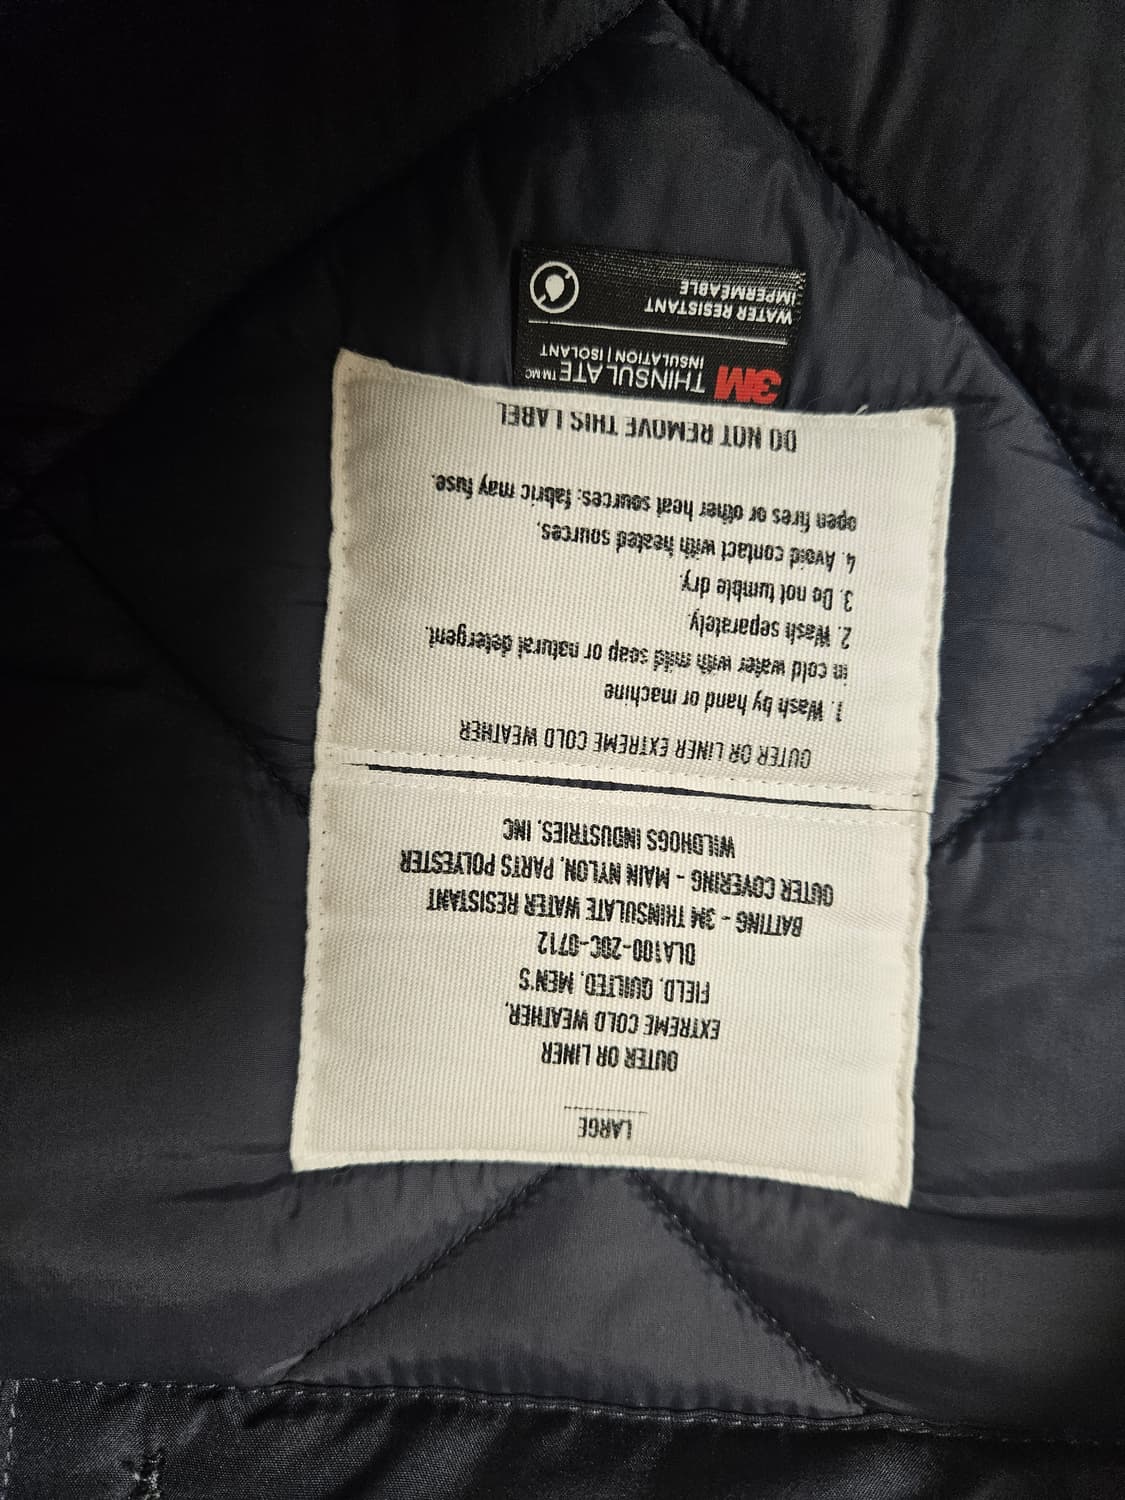 LARGE
OUTER OR LINER
EXTREME COLD WEATHER,
FIELD, QUILTED, MEN'S
DLA100-20C-0712
BATTING - 3M THINSULATE WATER RESISTANT
OUTER COVERING - MAIN NYLON, PARTS POLYESTER
WILDHOGS INDUSTRIES, INC
OUTER OR LINER EXTREME COLD WEATHER
1. Wash by hand or machine
in cold water with mild soap or natural detergent.
2. Wash separately.
3. Do not tumble dry.
4. Avoid contact with heated sources,
open fires or other heat sources: fabric may fuse.
DO NOT REMOVE THIS LABEL
3M THINSULATE™MC
INSULATION | ISOLANT
WATER RESISTANT
IMPERMÉABLE